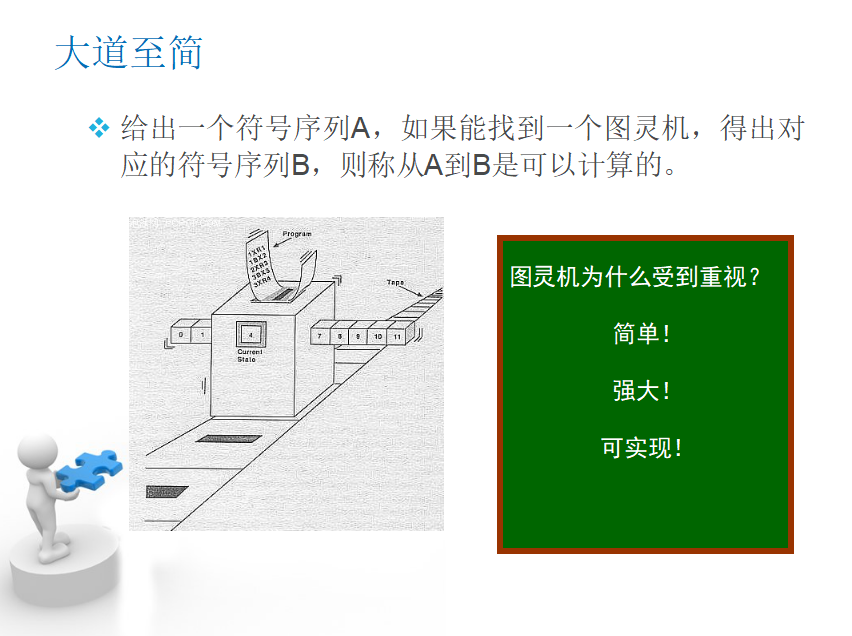 大道至简
给出一个符号序列A，如果能找到一个图灵机，得出对
应的符号序列B，则称从A到B是可以计算的。
Program
1XR1
1BX2
2XR3
3BX3
3XR4
Tape
0 1
4
7 8 9 10 11
Current
State
图灵机为什么受到重视？
简单！
强大！
可实现！